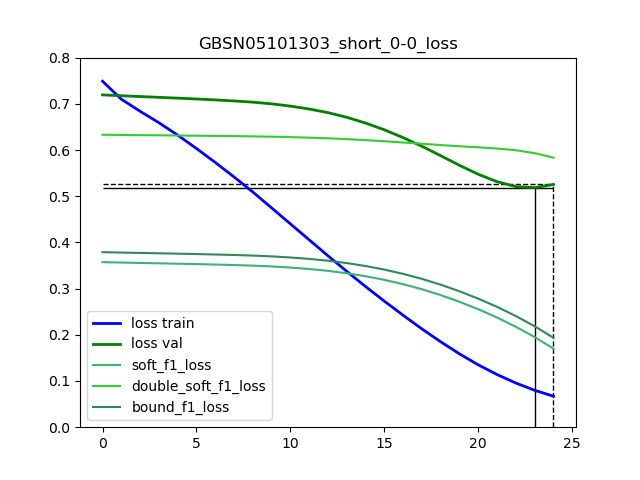 GBSN05101303_short_0-0_loss
0.8
0.7
0.6
0.5
0.4
0.3
0.2
0.1
0.0
loss train
loss val
soft_f1_loss
double_soft_f1_loss
bound_f1_loss
0 5 10 15 20 25